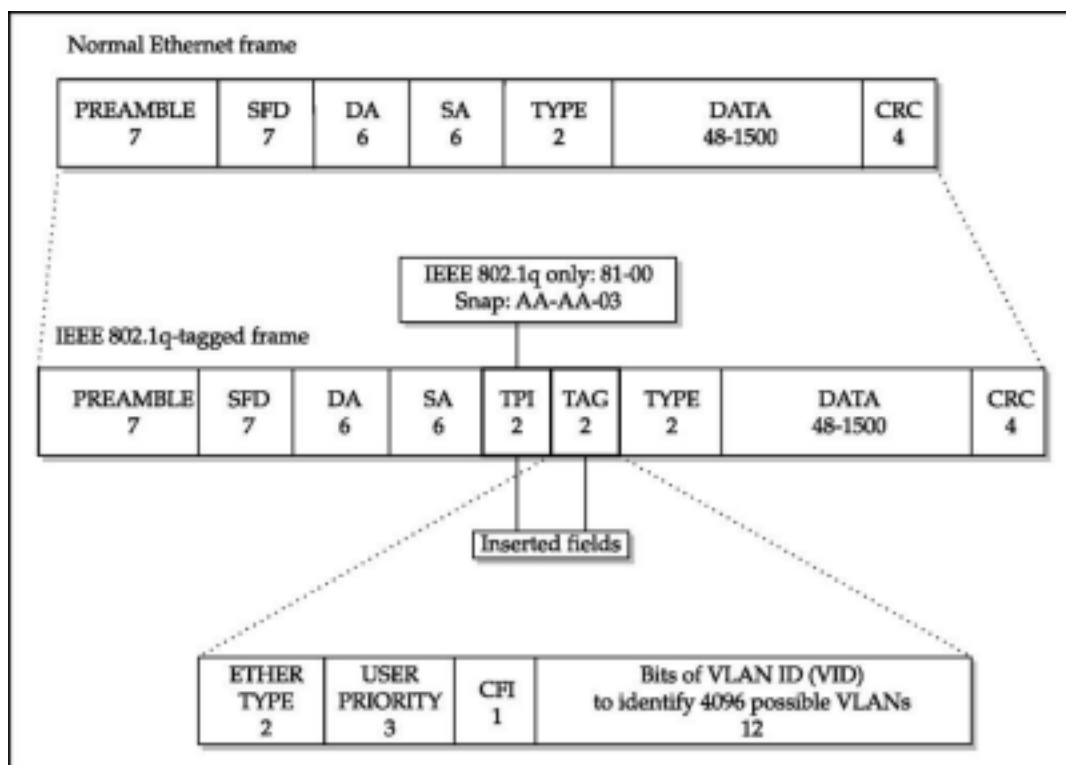 Normal Ethernet frame
PREAMBLE SFD DA SA TYPE DATA CRC
7 7 6 6 2 48-1500 4
IEEE 802.1q only: 81-00
Snap: AA-AA-03
IEEE 802.1q-tagged frame
PREAMBLE SFD DA SA TPI TAG TYPE DATA CRC
7 7 6 6 2 2 2 48-1500 4
Inserted fields
ETHER TYPE 2
USER PRIORITY 3
CFI 1
Bits of VLAN ID (VID)
to identify 4096 possible VLANs
12